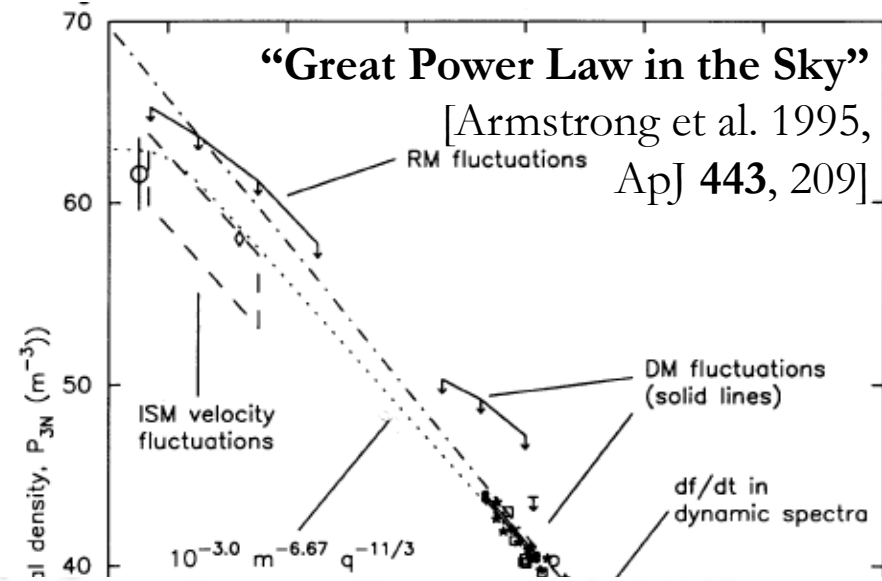 70
“Great Power Law in the Sky”
[Armstrong et al. 1995,
ApJ 443, 209]
RM fluctuations
60
DM fluctuations
(solid lines)
50
ISM velocity
fluctuations
df/dt in
dynamic spectra
10^−3.0 m^−6.67 q^−11/3
40
density, P_3N (m^−3))